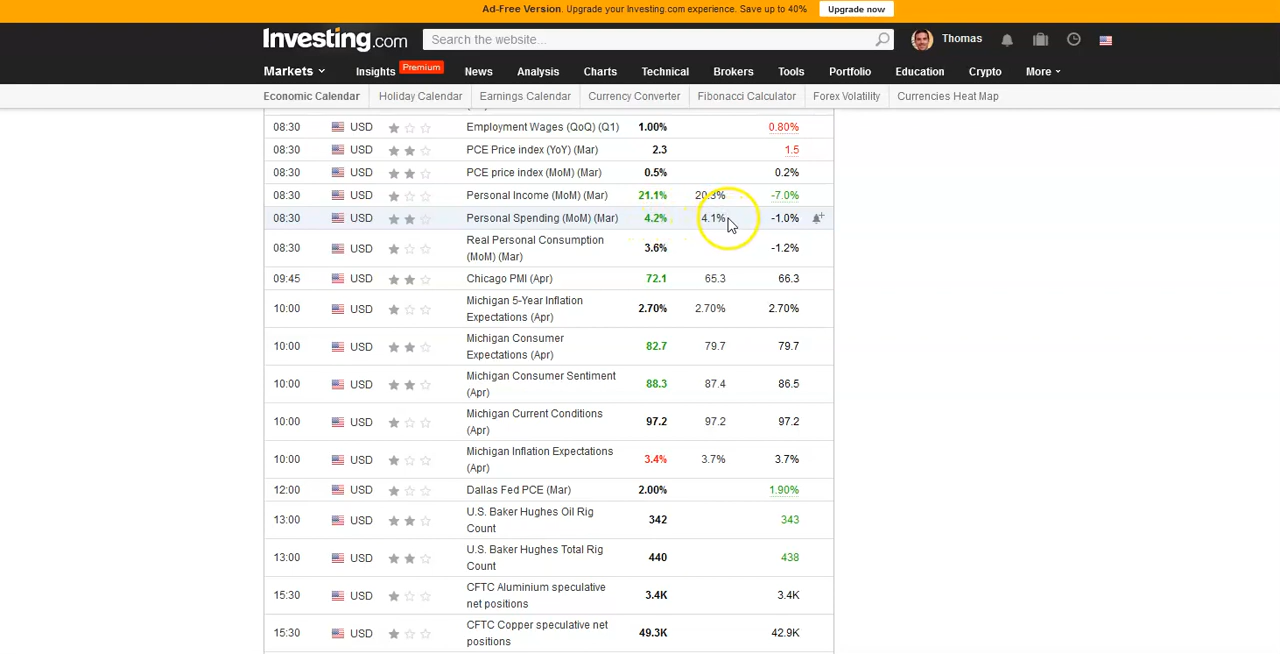 Ad-Free Version. Upgrade your Investing.com experience. Save up to 40% Upgrade now
Investing.com Search the website... Thomas
Markets Insights Premium News Analysis Charts Technical Brokers Tools Portfolio Education Crypto More
Economic Calendar Holiday Calendar Earnings Calendar Currency Converter Fibonacci Calculator Forex Volatility Currencies Heat Map
08:30 USD Employment Wages (QoQ) (Q1) 1.00% 0.80%
08:30 USD PCE Price index (YoY) (Mar) 2.3 1.5
08:30 USD PCE price index (MoM) (Mar) 0.5% 0.2%
08:30 USD Personal Income (MoM) (Mar) 21.1% 20.3% -7.0%
08:30 USD Personal Spending (MoM) (Mar) 4.2% 4.1% -1.0%
08:30 USD Real Personal Consumption (MoM) (Mar) 3.6% -1.2%
09:45 USD Chicago PMI (Apr) 72.1 65.3 66.3
10:00 USD Michigan 5-Year Inflation Expectations (Apr) 2.70% 2.70% 2.70%
10:00 USD Michigan Consumer Expectations (Apr) 82.7 79.7 79.7
10:00 USD Michigan Consumer Sentiment (Apr) 88.3 87.4 86.5
10:00 USD Michigan Current Conditions (Apr) 97.2 97.2 97.2
10:00 USD Michigan Inflation Expectations (Apr) 3.4% 3.7% 3.7%
12:00 USD Dallas Fed PCE (Mar) 2.00% 1.90%
13:00 USD U.S. Baker Hughes Oil Rig Count 342 343
13:00 USD U.S. Baker Hughes Total Rig Count 440 438
15:30 USD CFTC Aluminium speculative net positions 3.4K 3.4K
15:30 USD CFTC Copper speculative net positions 49.3K 42.9K